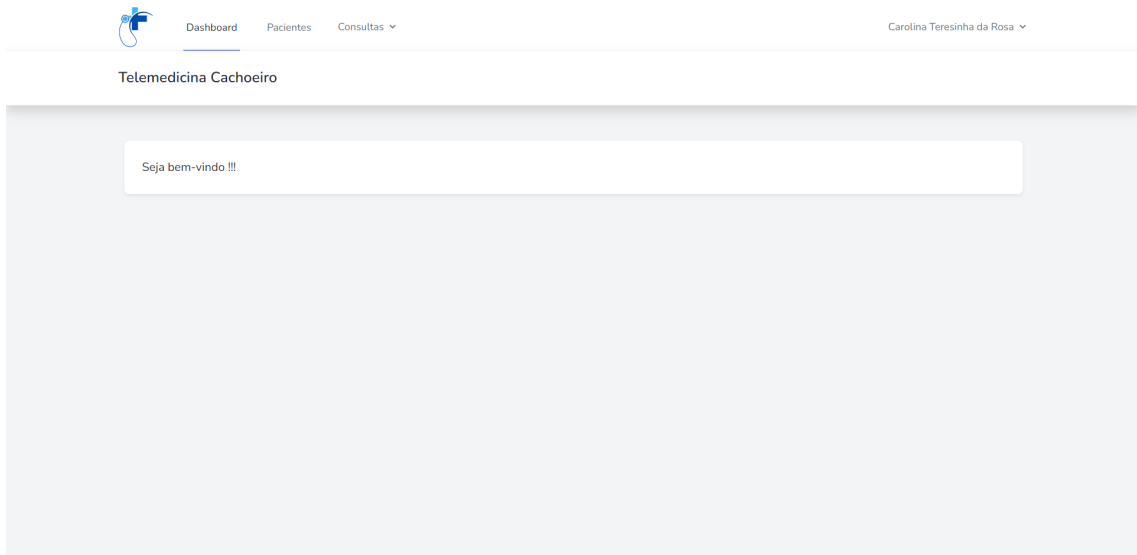 Dashboard Pacientes Consultas Carolina Teresinha da Rosa
Telemedicina Cachoeiro
Seja bem-vindo !!!